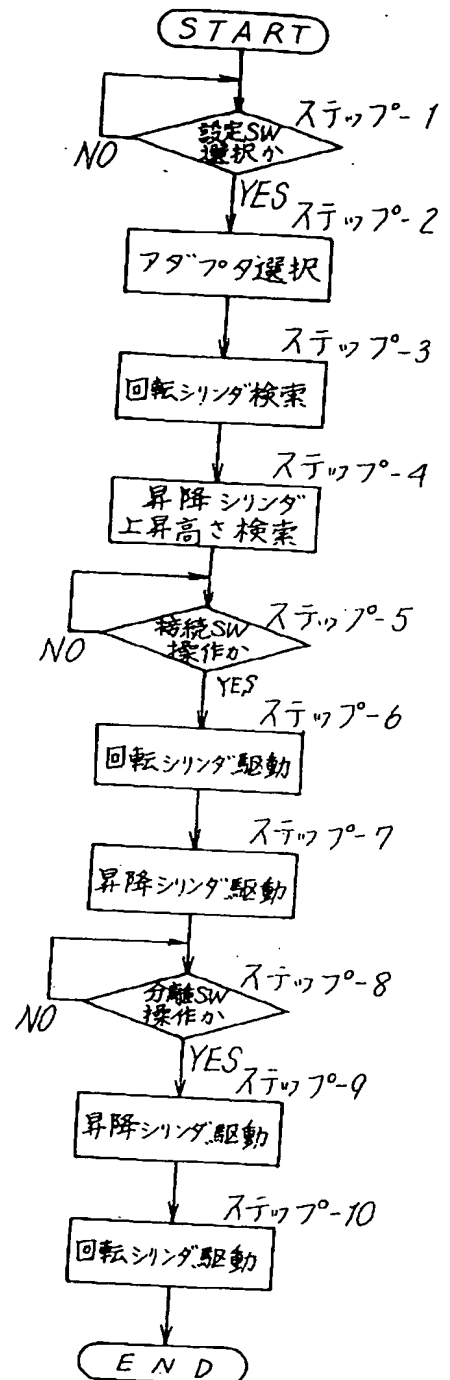 START
ステップ-1
設定SW
選択か
NO
YES
ステップ-2
アダプタ選択
ステップ-3
回転シリンダ検索
ステップ-4
昇降シリンダ
上昇高さ検索
ステップ-5
接続SW
操作か
NO
YES
ステップ-6
回転シリンダ駆動
ステップ-7
昇降シリンダ駆動
ステップ-8
分離SW
操作か
NO
YES
ステップ-9
昇降シリンダ駆動
ステップ-10
回転シリンダ駆動
END